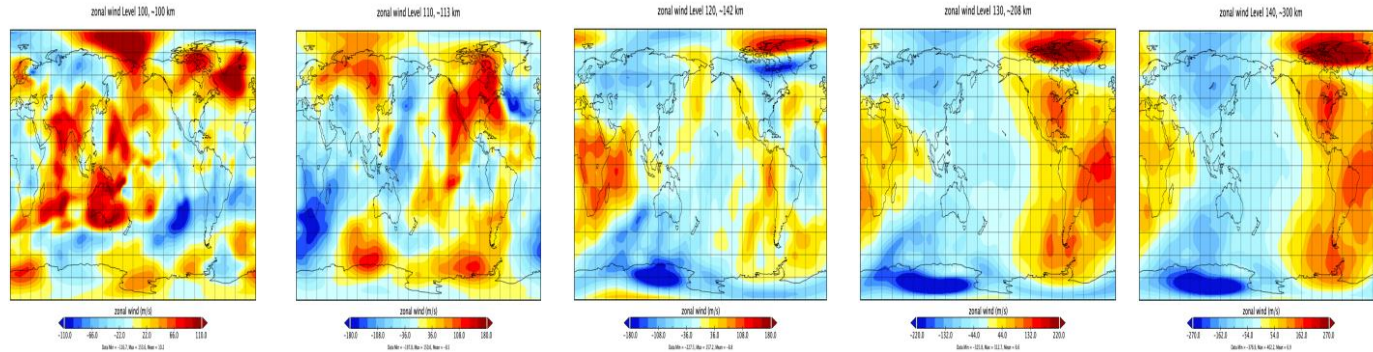 zonal wind Level 100, ~100 km
zonal wind (m/s)
-110.0 -66.0 -22.0 22.0 66.0 110.0
zonal wind Level 110, ~113 km
zonal wind (m/s)
-180.0 -108.0 -36.0 36.0 108.0 180.0
zonal wind Level 120, ~142 km
zonal wind (m/s)
-180.0 -108.0 -36.0 36.0 108.0 180.0
zonal wind Level 130, ~208 km
zonal wind (m/s)
-220.0 -132.0 -44.0 44.0 132.0 220.0
zonal wind Level 140, ~300 km
zonal wind (m/s)
-270.0 -162.0 -54.0 54.0 162.0 270.0